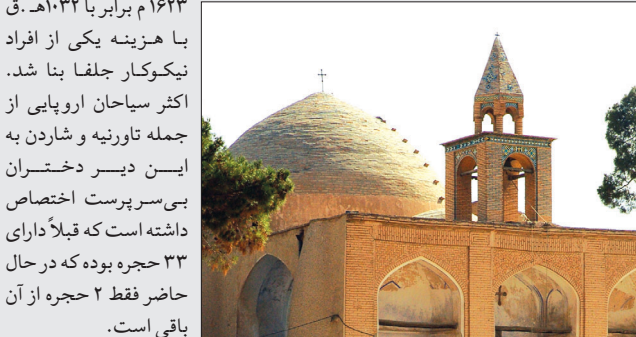 ۱۶۲۳ م برابر با ۱۰۳۲هـ .ق
با هزینه یکی از افراد
نیکوکار جلفا بنا شد.
اکثر سیاحان اروپایی از
جمله تاورنیه و شاردن به
این دیر دختران
بی‌سرپرست اختصاص
داشته است که قبلاً دارای
۳۳ حجره بوده که در حال
حاضر فقط ۲ حجره از آن
باقی است.